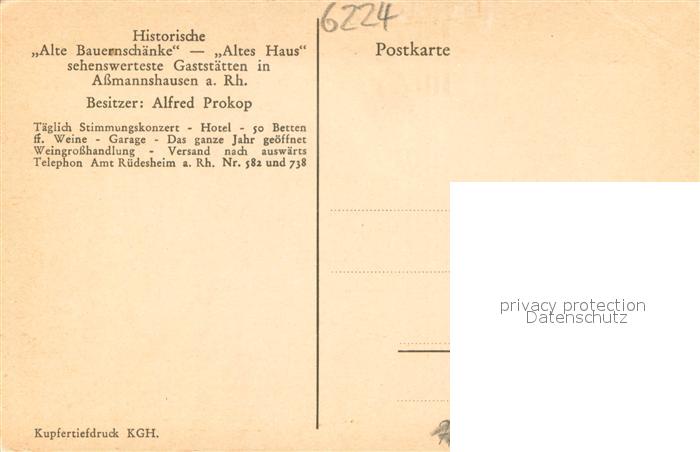 6224
Historische
„Alte Bauernschänke“ — „Altes Haus“
sehenswerteste Gaststätten in
Aßmannshausen a. Rh.
Besitzer: Alfred Prokop
Täglich Stimmungskonzert - Hotel - 50 Betten
ff. Weine - Garage - Das ganze Jahr geöffnet
Weingroßhandlung - Versand nach auswärts
Telephon Amt Rüdesheim a. Rh. Nr. 582 und 738
Postkarte
privacy protection
Datenschutz
Kupfertiefdruck KGH.